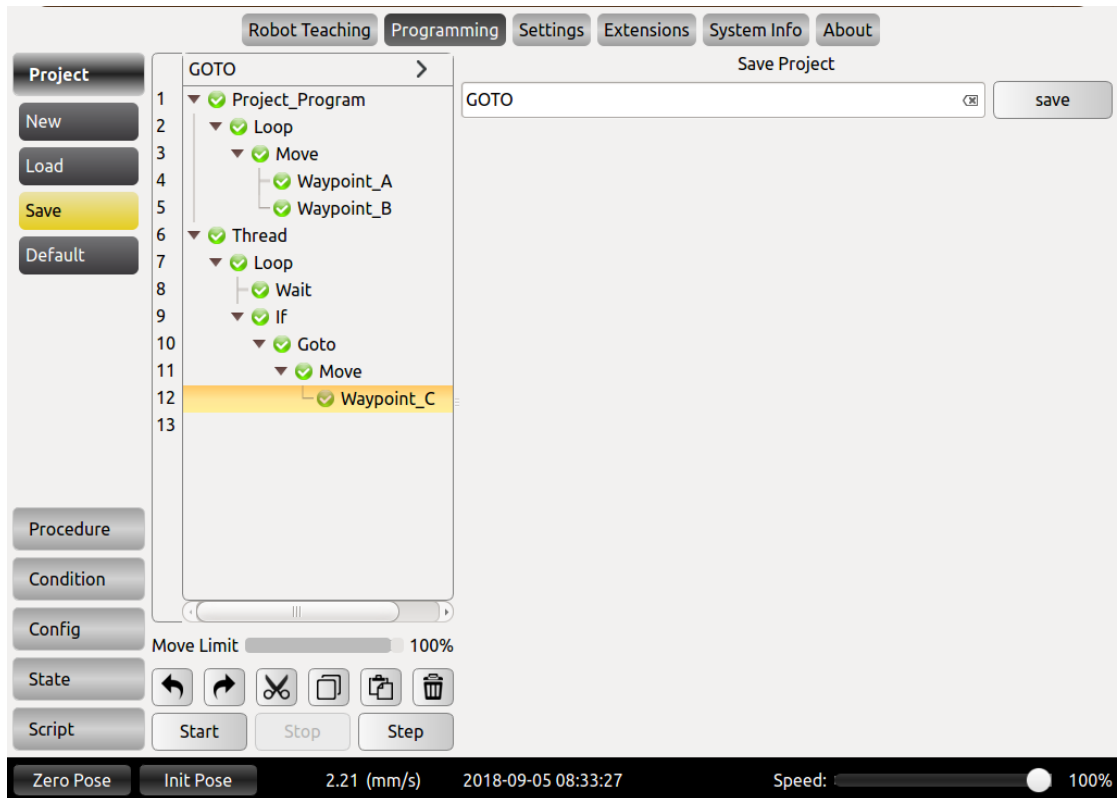 Robot Teaching Programming Settings Extensions System Info About
Project
New
Load
Save
Default
Procedure
Condition
Config
State
Script
GOTO
1 Project_Program
2 Loop
3 Move
4 Waypoint_A
5 Waypoint_B
6 Thread
7 Loop
8 Wait
9 If
10 Goto
11 Move
12 Waypoint_C
13
Move Limit 100%
Start Stop Step
Save Project
GOTO save
Zero Pose Init Pose 2.21 (mm/s) 2018-09-05 08:33:27 Speed: 100%